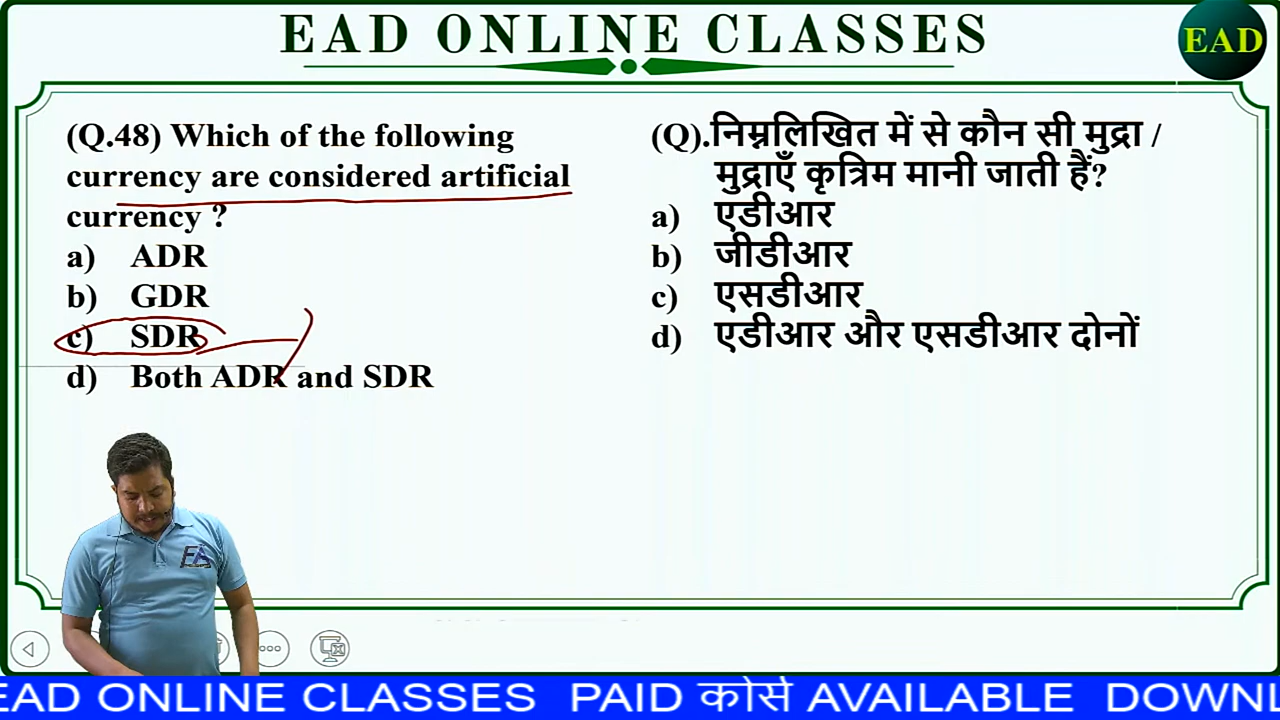 EAD ONLINE CLASSES
EAD
(Q.48) Which of the following
currency are considered artificial
currency ?
a) ADR
b) GDR
c) SDR
d) Both ADR and SDR
(Q).निम्नलिखित में से कौन सी मुद्रा /
मुद्राएँ कृत्रिम मानी जाती हैं?
a) एडीआर
b) जीडीआर
c) एसडीआर
d) एडीआर और एसडीआर दोनों
EAD ONLINE CLASSES PAID कोर्स AVAILABLE DOWNL